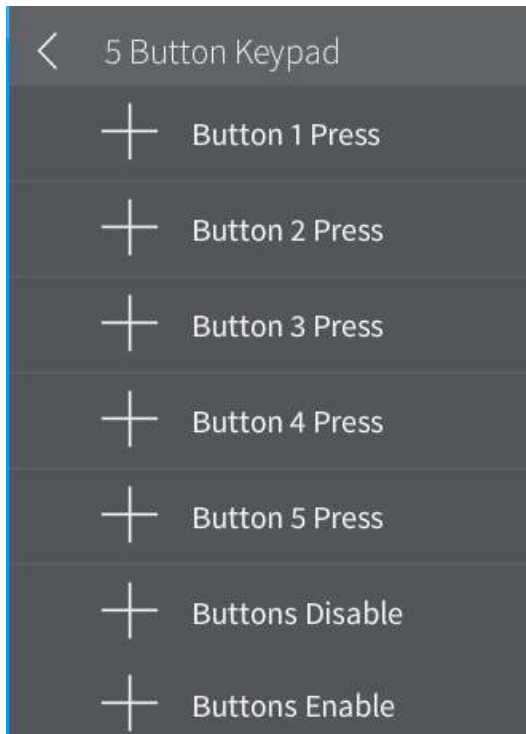 5 Button Keypad
Button 1 Press
Button 2 Press
Button 3 Press
Button 4 Press
Button 5 Press
Buttons Disable
Buttons Enable